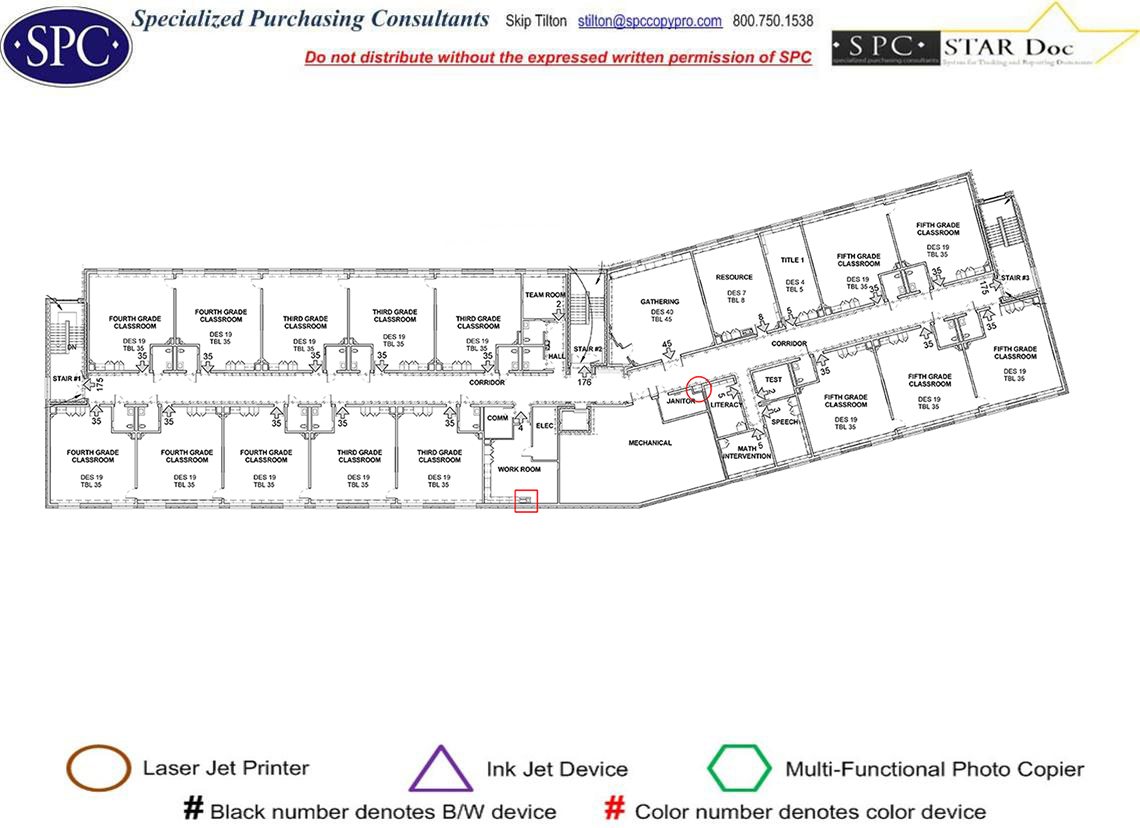 Specialized Purchasing Consultants Skip Tilton stilton@spccopypro.com 800.750.1538
·SPC·
Do not distribute without the expressed written permission of SPC
·SPC· STAR Doc
specialized purchasing consultants System for Tracking and Reporting Documents
FOURTH GRADE
CLASSROOM
DES 19
TBL 35
35
FOURTH GRADE
CLASSROOM
DES 19
TBL 35
35
THIRD GRADE
CLASSROOM
DES 19
TBL 35
35
THIRD GRADE
CLASSROOM
DES 19
TBL 35
35
THIRD GRADE
CLASSROOM
DES 19
TBL 35
35
TEAM ROOM
2
HALL
STAIR #2
176
GATHERING
DES 40
TBL 45
45
RESOURCE
DES 7
TBL 8
8
TITLE 1
DES 4
TBL 5
5
FIFTH GRADE
CLASSROOM
DES 19
TBL 35
35
FIFTH GRADE
CLASSROOM
DES 19
TBL 35
35
STAIR #3
175
DN
STAIR #1
175
CORRIDOR
CORRIDOR
35
FOURTH GRADE
CLASSROOM
DES 19
TBL 35
35
FOURTH GRADE
CLASSROOM
DES 19
TBL 35
35
FOURTH GRADE
CLASSROOM
DES 19
TBL 35
35
THIRD GRADE
CLASSROOM
DES 19
TBL 35
35
THIRD GRADE
CLASSROOM
DES 19
TBL 35
COMM
4
ELEC
WORK ROOM
MECHANICAL
JANITOR
LITERACY
5
TEST
2
3
SPEECH
MATH
INTERVENTION
5
35
FIFTH GRADE
CLASSROOM
DES 19
TBL 35
35
FIFTH GRADE
CLASSROOM
DES 19
TBL 35
35
FIFTH GRADE
CLASSROOM
DES 19
TBL 35
Laser Jet Printer
Ink Jet Device
Multi-Functional Photo Copier
# Black number denotes B/W device
# Color number denotes color device